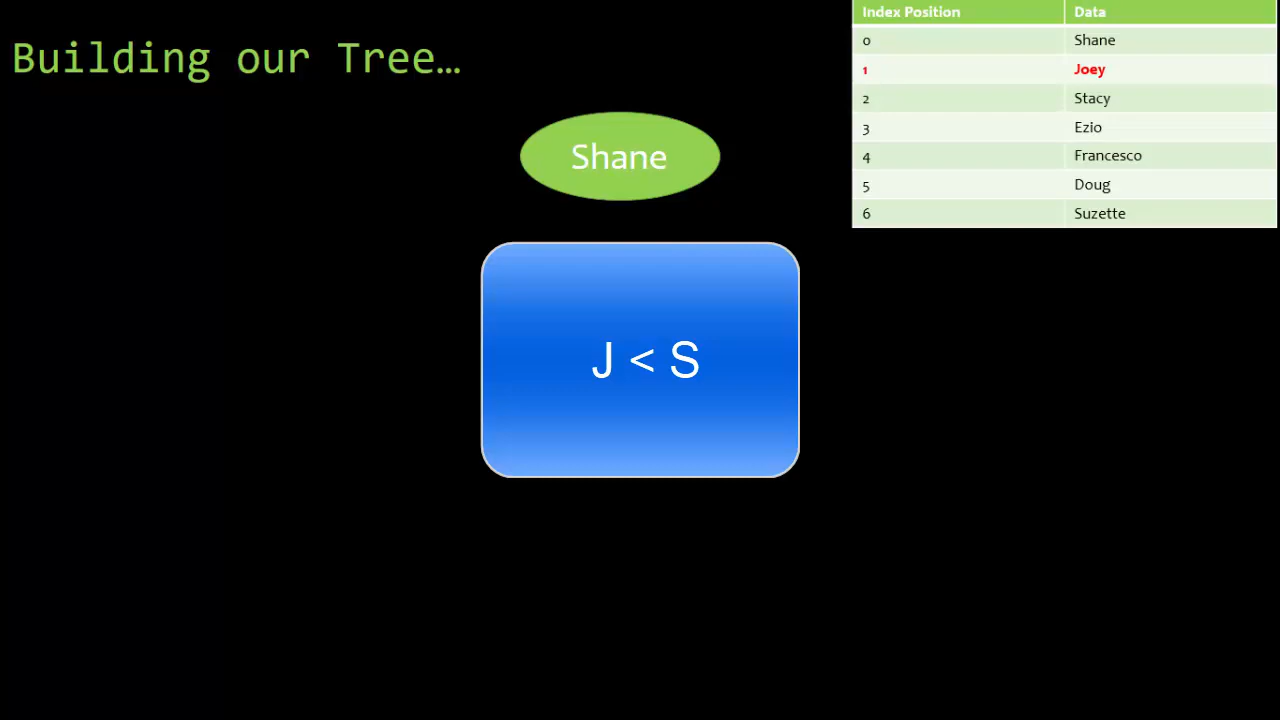 Building our Tree…
Index Position Data
0 Shane
1 Joey
2 Stacy
3 Ezio
4 Francesco
5 Doug
6 Suzette
Shane
J < S